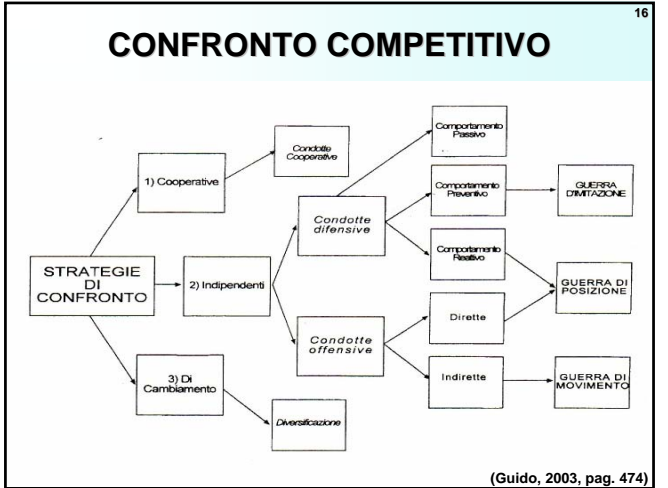 16
CONFRONTO COMPETITIVO
Condotte
Cooperative
1) Cooperative
Comportamento
Passivo
Condotte
difensive
Comportamento
Preventivo
GUERRA
D'IMITAZIONE
STRATEGIE
DI
CONFRONTO
2) Indipendenti
Comportamento
Reattivo
GUERRA DI
POSIZIONE
Condotte
offensive
Dirette
3) Di
Cambiamento
Indirette
GUERRA DI
MOVIMENTO
Diversificazione
(Guido, 2003, pag. 474)